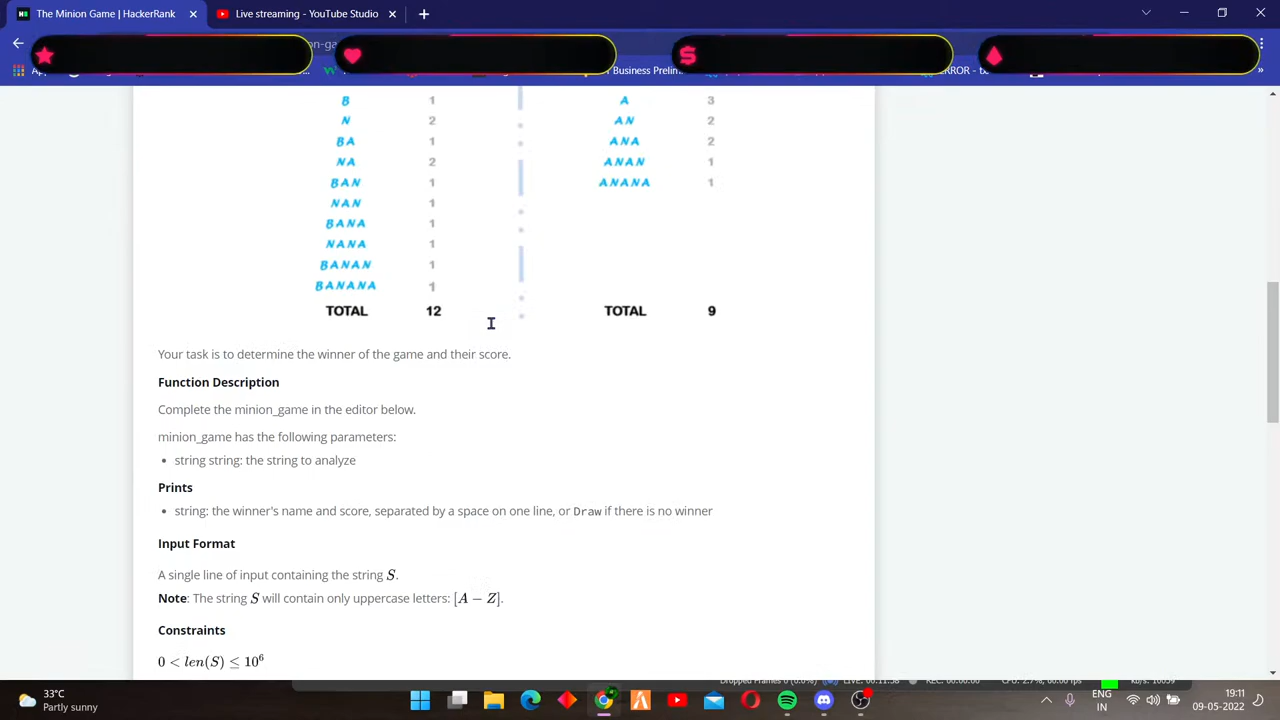 The Minion Game | HackerRank
Live streaming - YouTube Studio
on-ga
Business Prelim
ERROR - b
B 1 A 3
N 2 AN 2
BA 1 ANA 2
NA 2 ANAN 1
BAN 1 ANANA 1
NAN 1
BANA 1
NANA 1
BANAN 1
BANANA 1
TOTAL 12 TOTAL 9
Your task is to determine the winner of the game and their score.
Function Description
Complete the minion_game in the editor below.
minion_game has the following parameters:
• string string: the string to analyze
Prints
• string: the winner's name and score, separated by a space on one line, or Draw if there is no winner
Input Format
A single line of input containing the string S.
Note: The string S will contain only uppercase letters: [A − Z].
Constraints
0 < len(S) ≤ 10⁶
33°C
Partly sunny
ENG
IN
19:11
09-05-2022